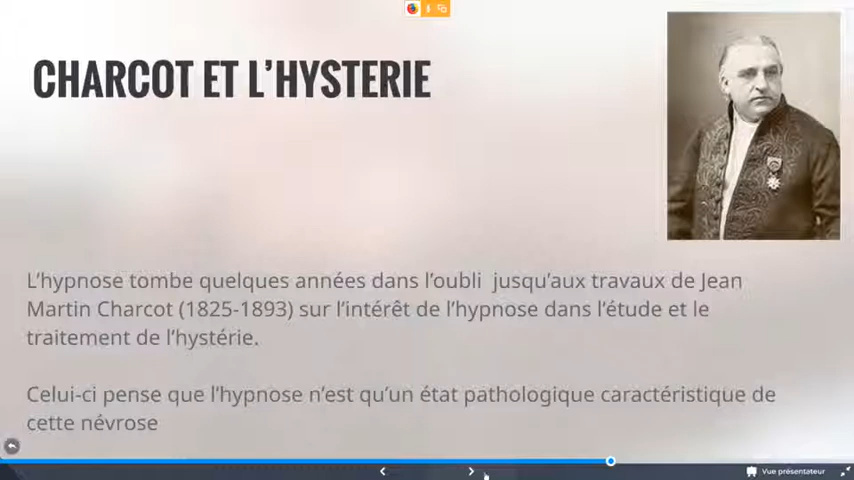 CHARCOT ET L'HYSTERIE
L'hypnose tombe quelques années dans l'oubli  jusqu'aux travaux de Jean
Martin Charcot (1825-1893) sur l'intérêt de l'hypnose dans l'étude et le
traitement de l'hystérie.
Celui-ci pense que l'hypnose n'est qu'un état pathologique caractéristique de
cette névrose
Vue présentateur